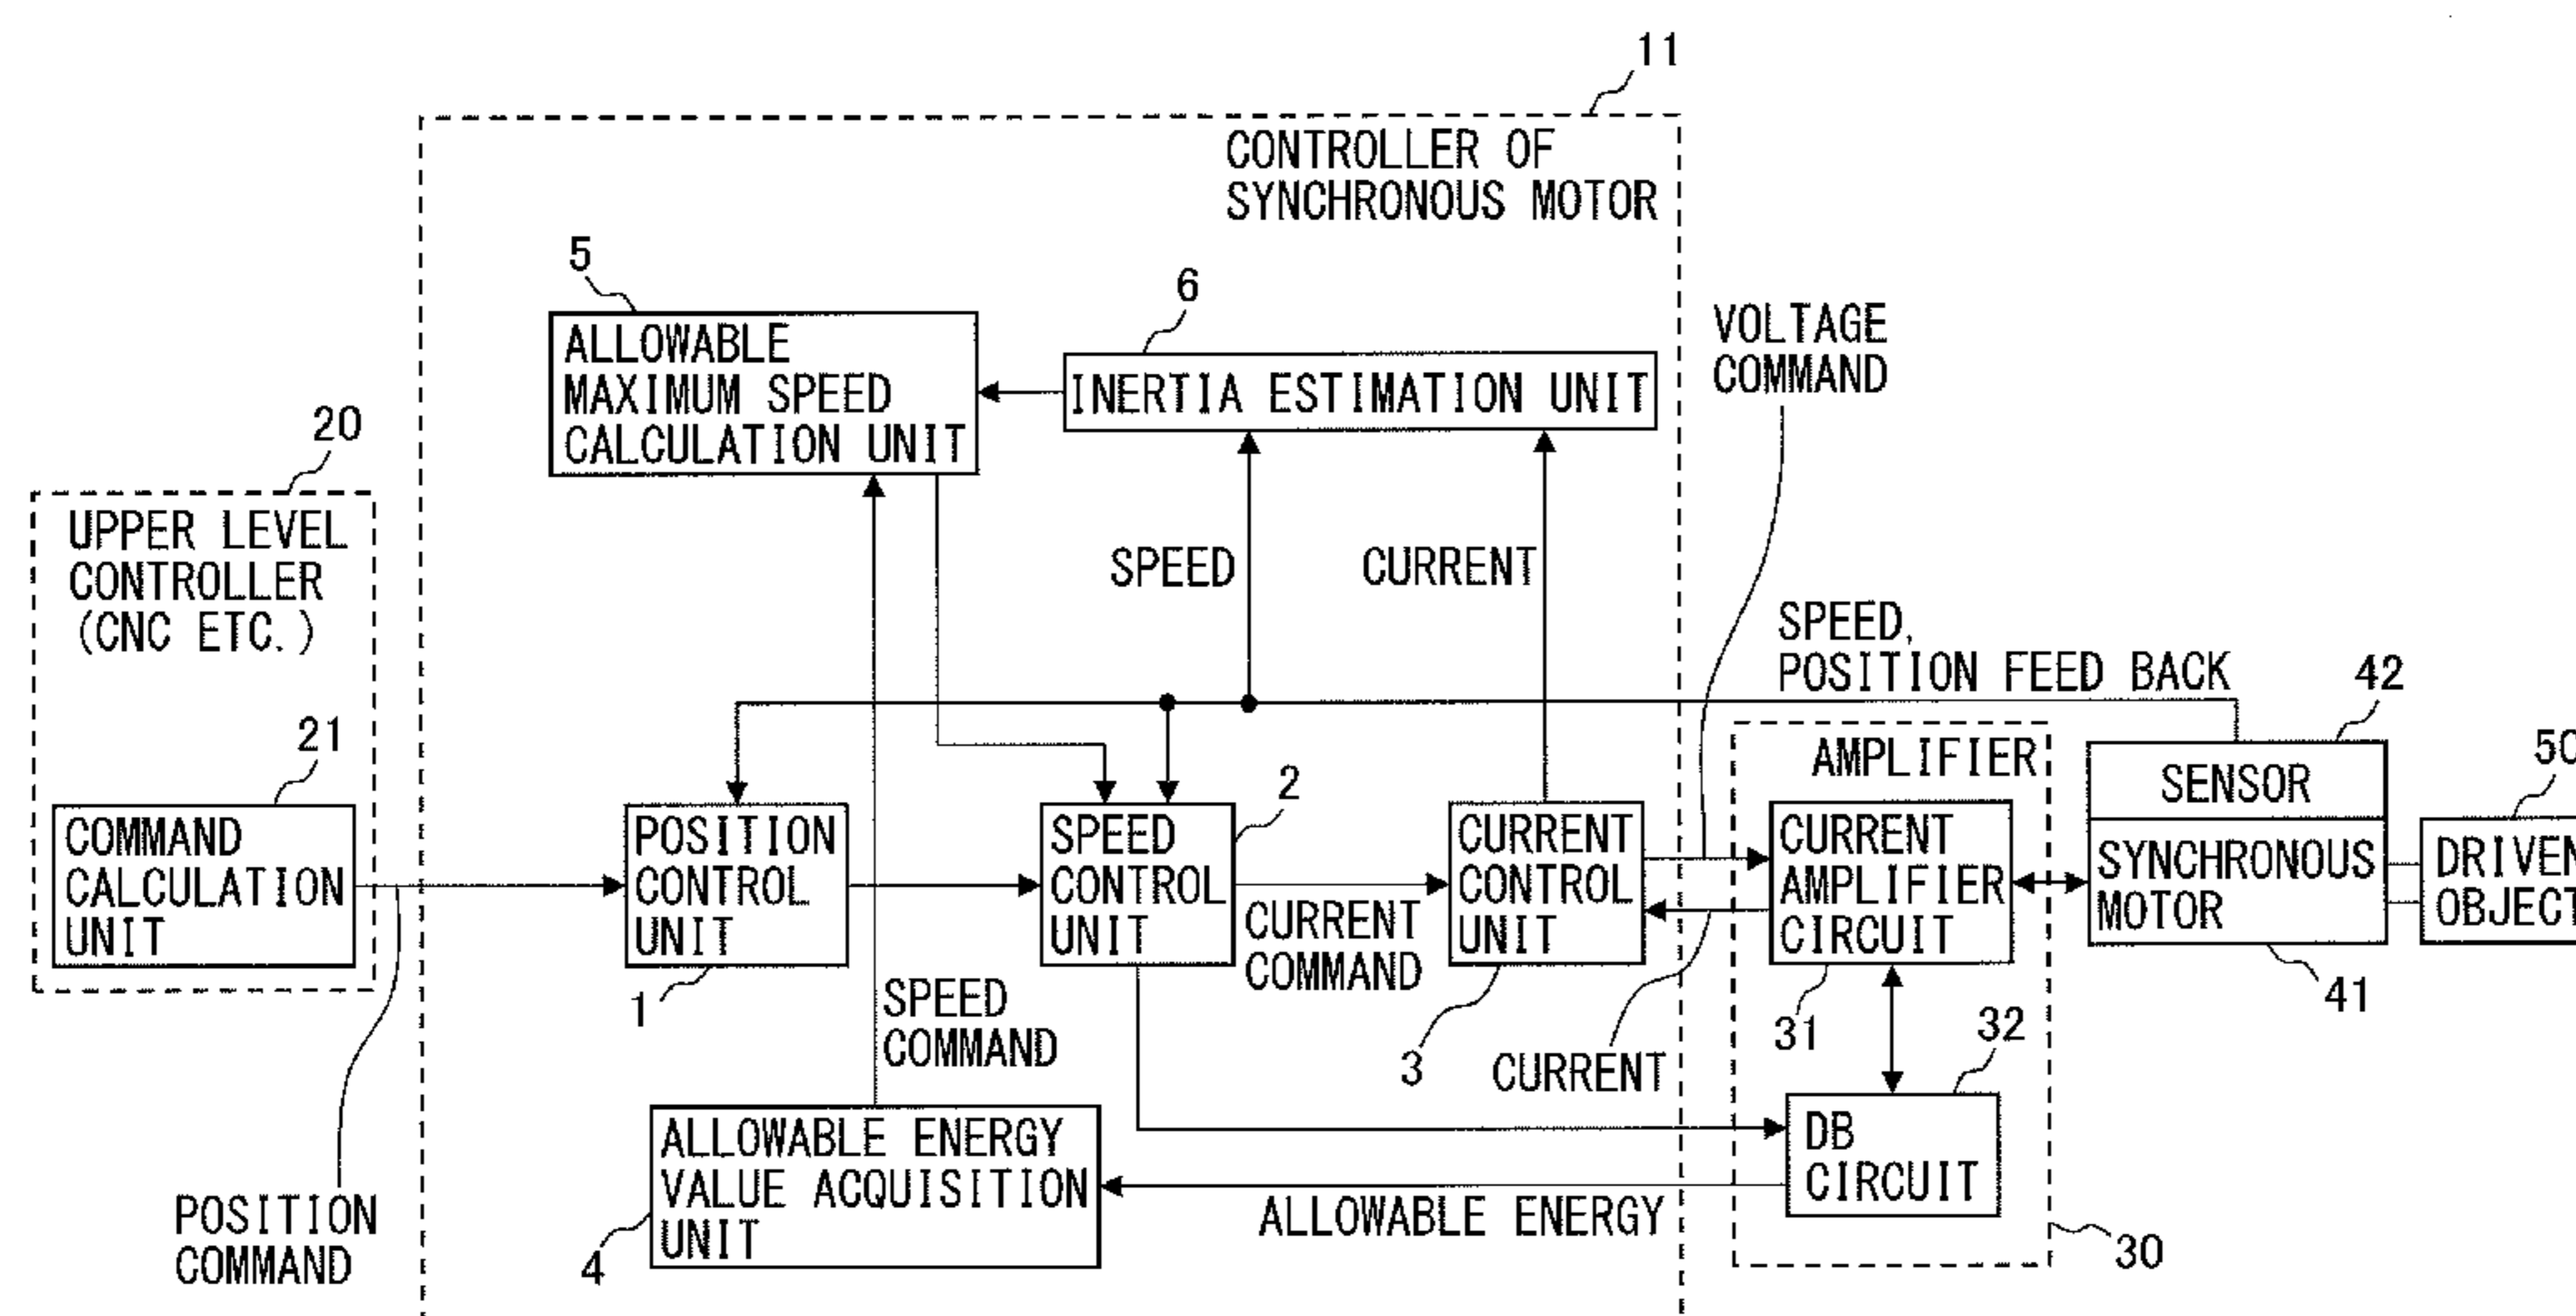 11
CONTROLLER OF
SYNCHRONOUS MOTOR
5
ALLOWABLE
MAXIMUM SPEED
CALCULATION UNIT
6
INERTIA ESTIMATION UNIT
VOLTAGE
COMMAND
20
UPPER LEVEL
CONTROLLER
(CNC ETC.)
SPEED
CURRENT
SPEED,
POSITION FEED BACK
42
21
COMMAND
CALCULATION
UNIT
POSITION
CONTROL
UNIT
1
2
SPEED
CONTROL
UNIT
CURRENT
COMMAND
CURRENT
CONTROL
UNIT
3
AMPLIFIER
CURRENT
AMPLIFIER
CIRCUIT
31
SENSOR
SYNCHRONOUS
MOTOR
41
50
DRIVEN
OBJECT
SPEED
COMMAND
CURRENT
32
DB
CIRCUIT
30
ALLOWABLE ENERGY
VALUE ACQUISITION
UNIT
4
ALLOWABLE ENERGY
POSITION
COMMAND